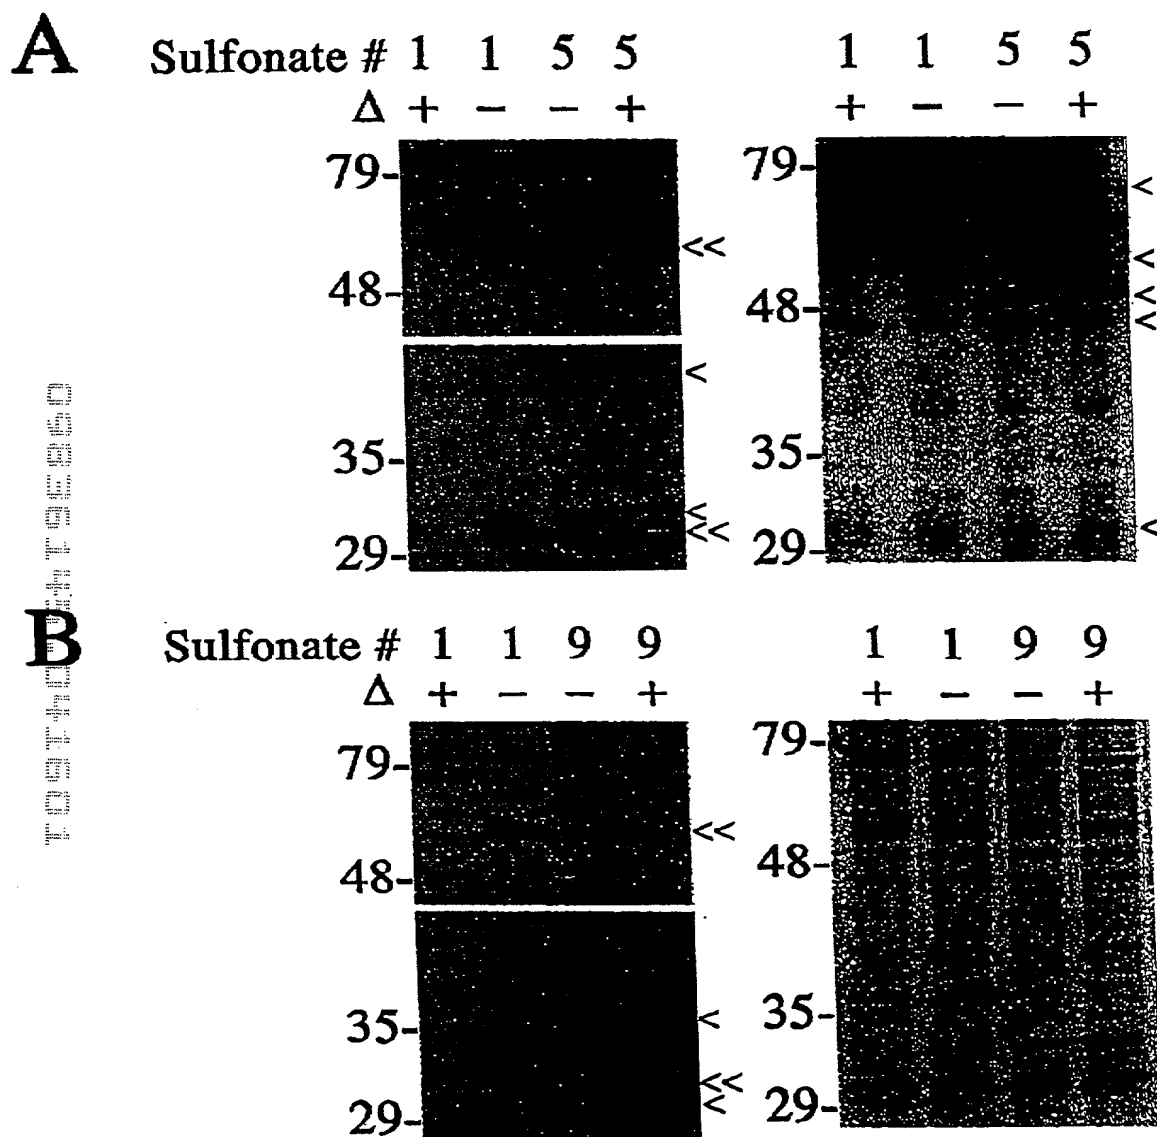 A
Sulfonate # 1 1 5 5
Δ + − − +
79-
<<
48-
<
35-
<
<<
29-
1 1 5 5
+ − − +
79-
<
<
<
48-
<
35-
<
29-
B
Sulfonate # 1 1 9 9
Δ + − − +
79-
<<
48-
35-
<
<<
<
29-
1 1 9 9
+ − − +
79-
48-
35-
29-